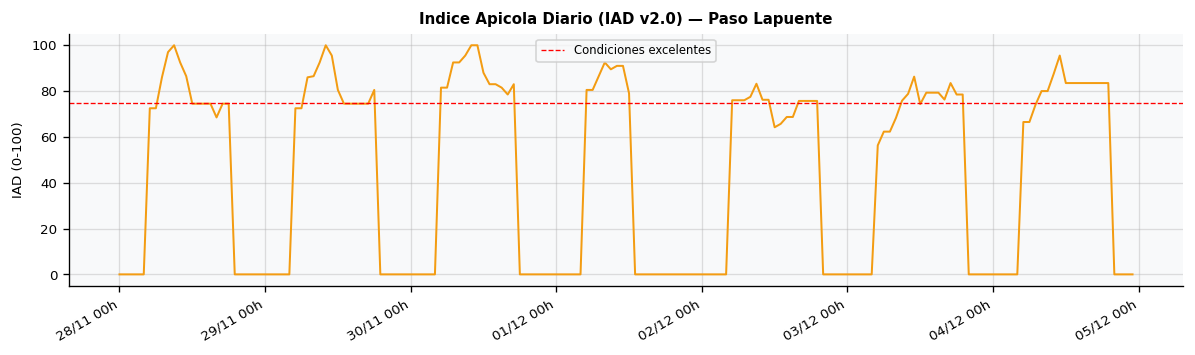 Indice Apicola Diario (IAD v2.0) — Paso Lapuente
Condiciones excelentes
IAD (0-100)
100
80
60
40
20
0
28/11 00h
29/11 00h
30/11 00h
01/12 00h
02/12 00h
03/12 00h
04/12 00h
05/12 00h